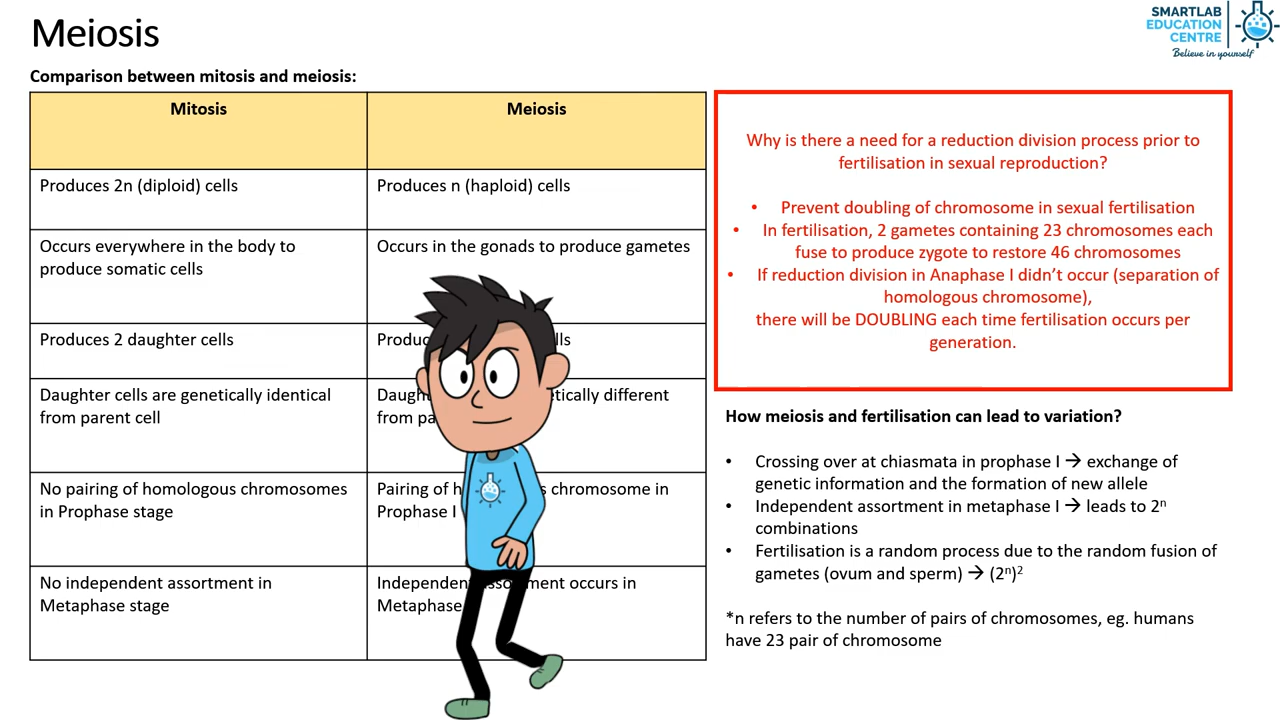 Meiosis
SMARTLAB
EDUCATION
CENTRE
Believe in yourself
Comparison between mitosis and meiosis:
Mitosis
Meiosis
Produces 2n (diploid) cells
Produces n (haploid) cells
Occurs everywhere in the body to
produce somatic cells
Occurs in the gonads to produce gametes
Produces 2 daughter cells
Daughter cells are genetically identical
from parent cell
different
from
No pairing of homologous chromosomes
in Prophase stage
Pairing of chromosome in
Prophase I
No independent assortment in
Metaphase stage
Independent assortment occurs in
Metaphase
Why is there a need for a reduction division process prior to
fertilisation in sexual reproduction?
• Prevent doubling of chromosome in sexual fertilisation
• In fertilisation, 2 gametes containing 23 chromosomes each
fuse to produce zygote to restore 46 chromosomes
• If reduction division in Anaphase I didn't occur (separation of
homologous chromosome),
there will be DOUBLING each time fertilisation occurs per
generation.
How meiosis and fertilisation can lead to variation?
• Crossing over at chiasmata in prophase I → exchange of
genetic information and the formation of new allele
• Independent assortment in metaphase I → leads to 2ⁿ
combinations
• Fertilisation is a random process due to the random fusion of
gametes (ovum and sperm) → (2ⁿ)²
*n refers to the number of pairs of chromosomes, eg. humans
have 23 pair of chromosome